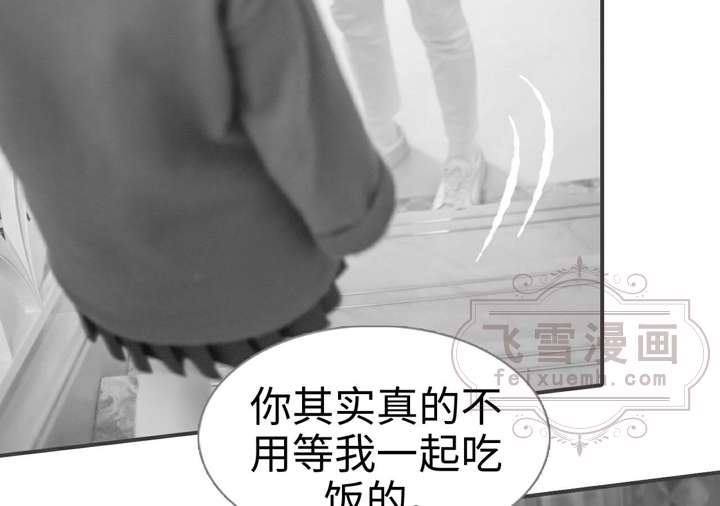 飞雪漫画
feixuemh.com
你其实真的不
用等我一起吃
饭的.